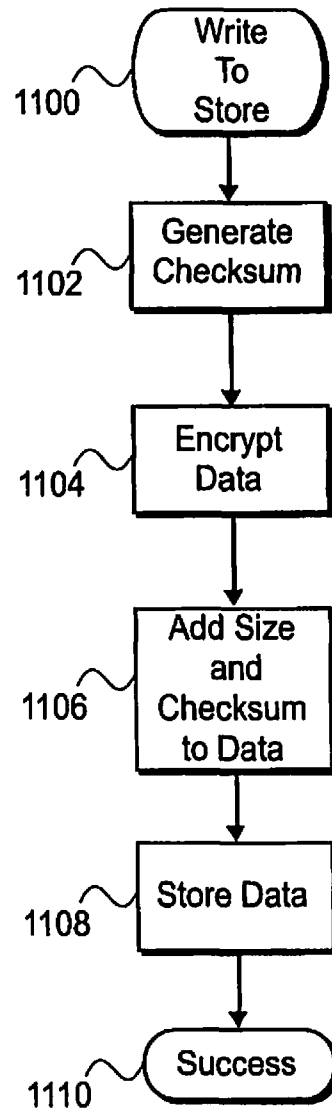 Write
To
Store
1100
Generate
Checksum
1102
Encrypt
Data
1104
Add Size
and
Checksum
to Data
1106
Store Data
1108
Success
1110